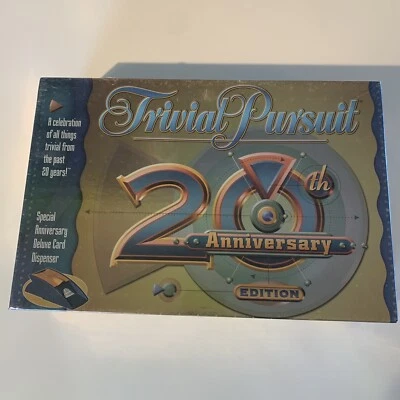 Trivial Pursuit
A celebration
of all things
trivial from
the past
20 years!
20th
Anniversary
EDITION
Special
Anniversary
Deluxe Card
Dispenser